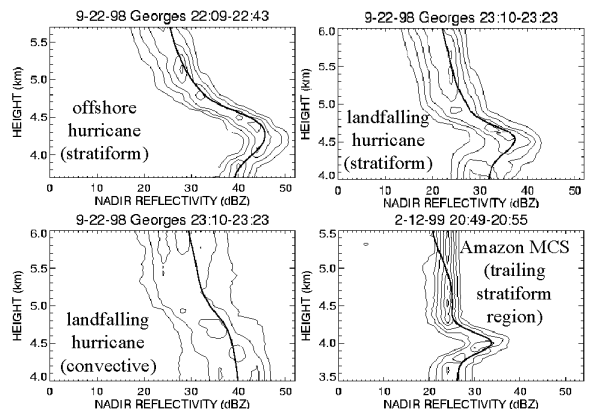 9-22-98 Georges 22:09-22:43
HEIGHT (km)
5.5
5.0
4.5
4.0
offshore
hurricane
(stratiform)
0 10 20 30 40 50
NADIR REFLECTIVITY (dBZ)
9-22-98 Georges 23:10-23:23
HEIGHT (km)
6.0
5.5
5.0
4.5
4.0
landfalling
hurricane
(stratiform)
0 10 20 30 40 50
NADIR REFLECTIVITY (dBZ)
9-22-98 Georges 23:10-23:23
HEIGHT (km)
6.0
5.5
5.0
4.5
4.0
landfalling
hurricane
(convective)
0 10 20 30 40 50
NADIR REFLECTIVITY (dBZ)
2-12-99 20:49-20:55
HEIGHT (km)
5.5
5.0
4.5
4.0
3.5
Amazon MCS
(trailing
stratiform
region)
0 10 20 30 40 50
NADIR REFLECTIVITY (dBZ)